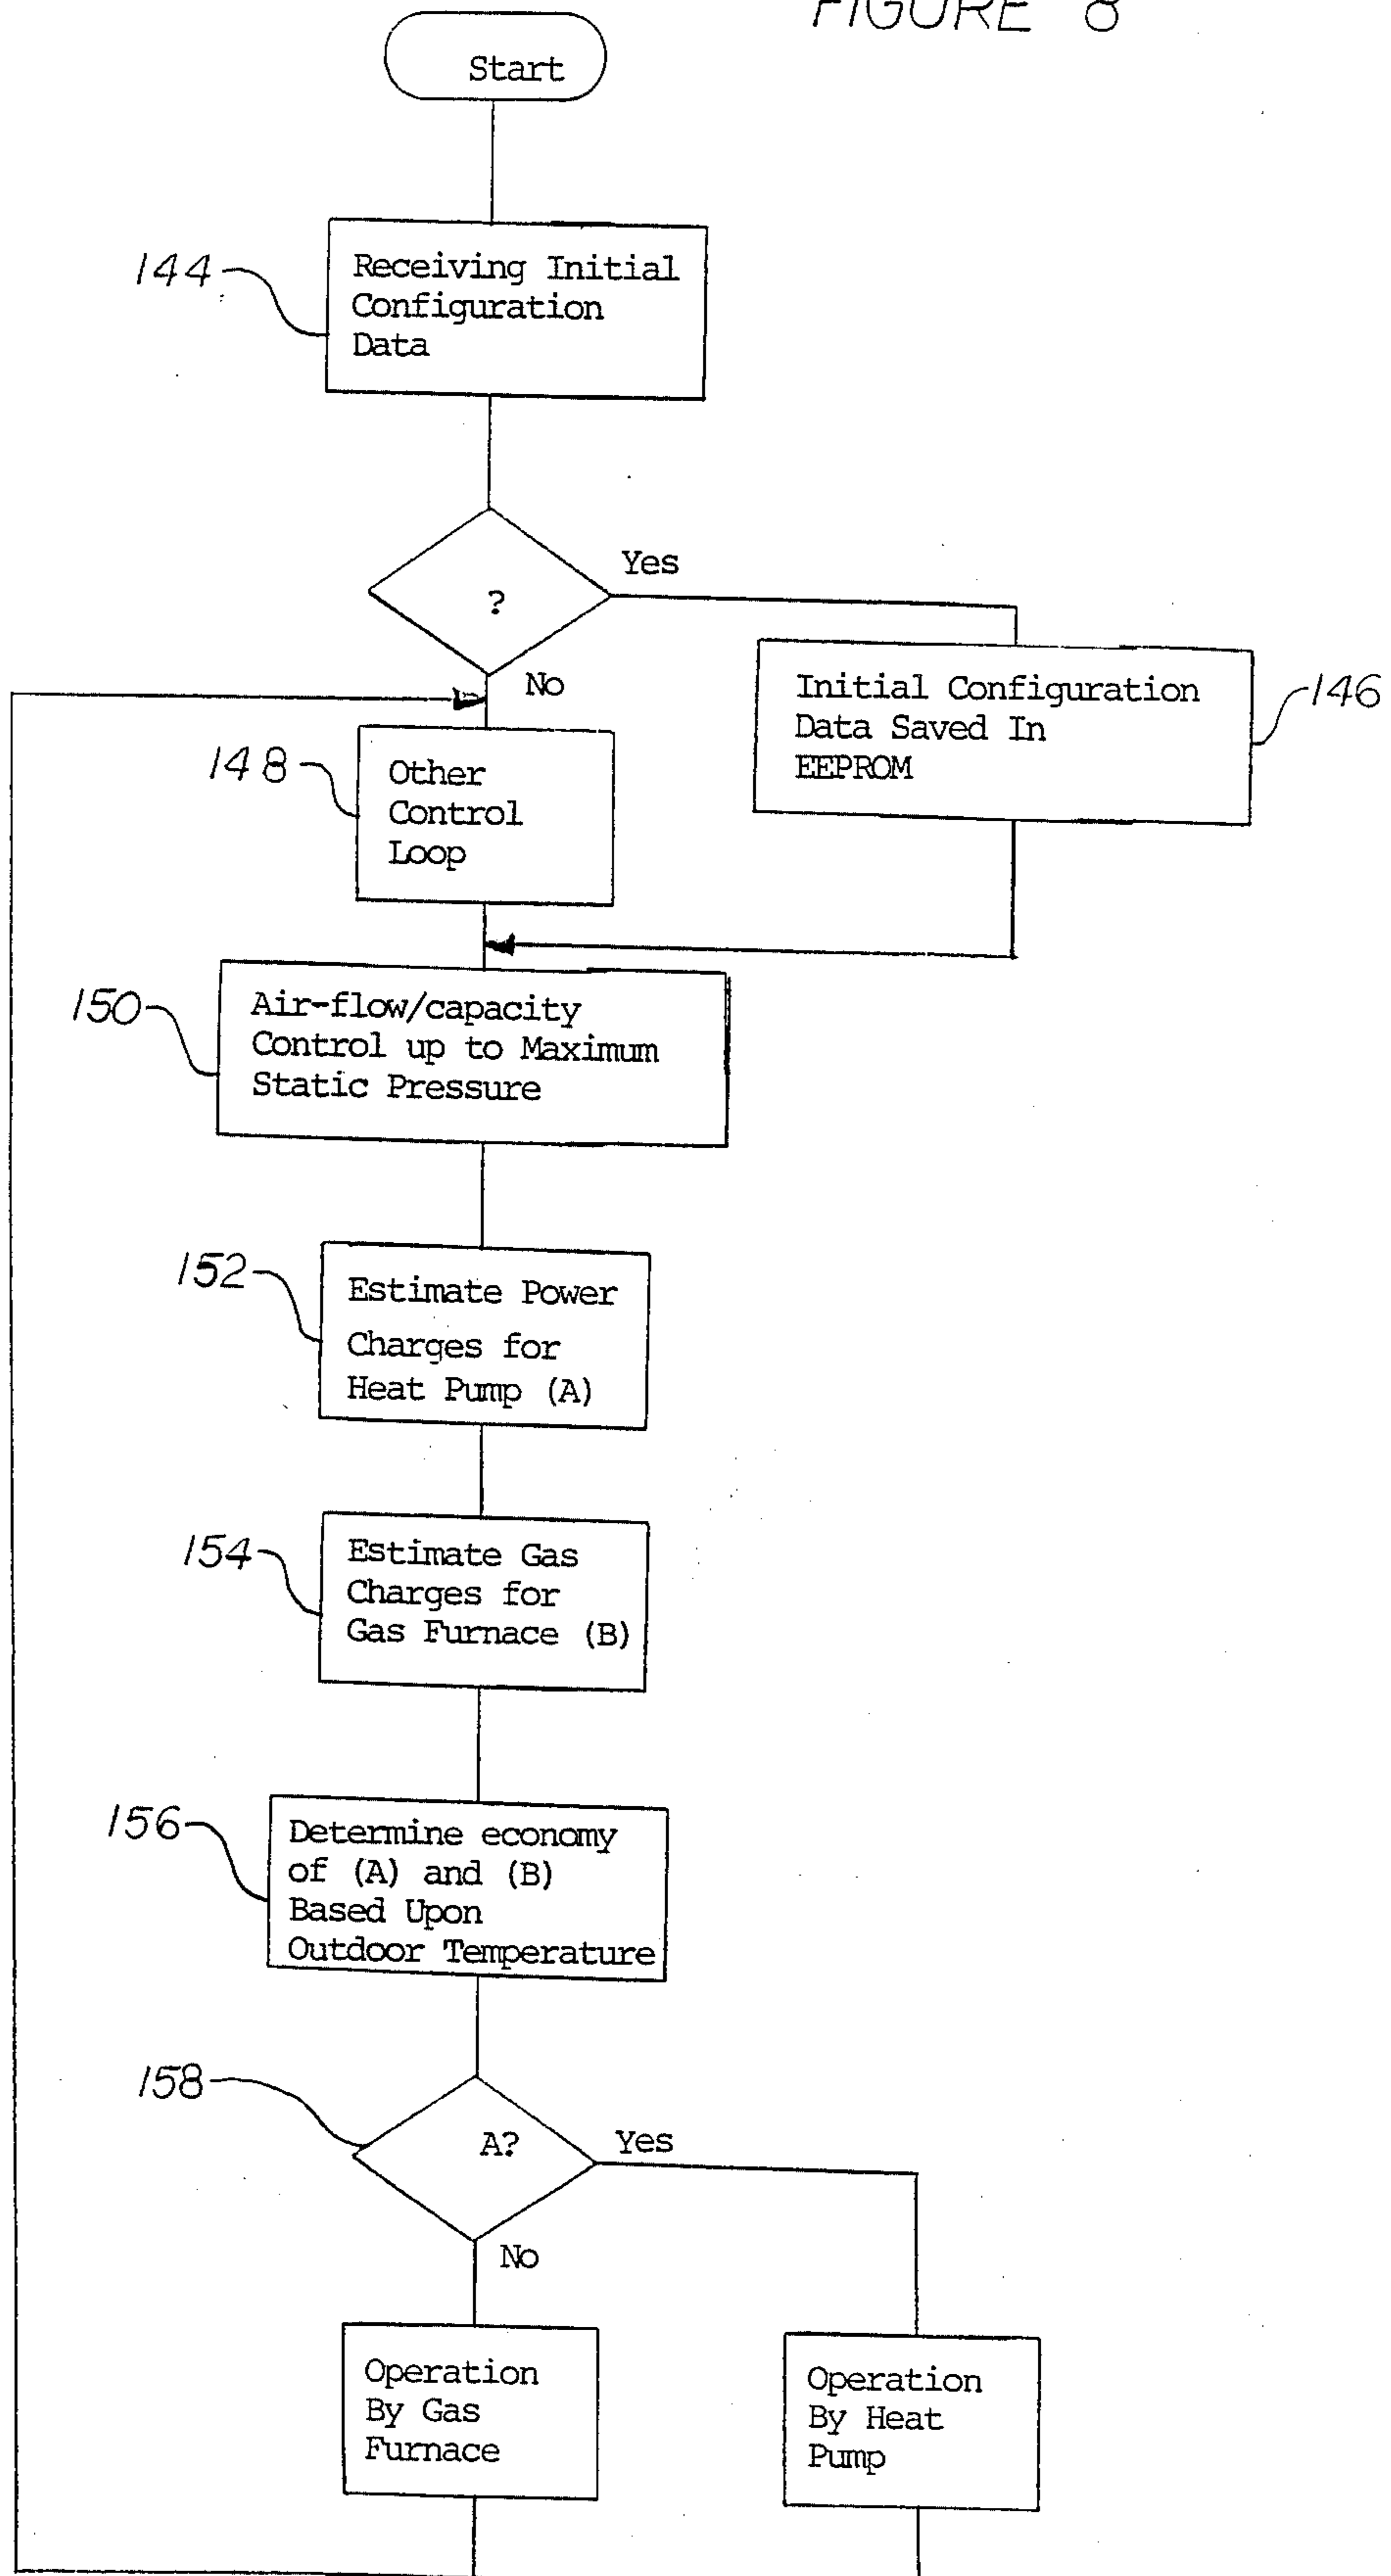 FIGURE 8
Start
144
Receiving Initial
Configuration
Data
Yes
?
No
146
Initial Configuration
Data Saved In
EEPROM
148
Other
Control
Loop
150
Air-flow/capacity
Control up to Maximum
Static Pressure
152
Estimate Power
Charges for
Heat Pump (A)
154
Estimate Gas
Charges for
Gas Furnace (B)
156
Determine economy
of (A) and (B)
Based Upon
Outdoor Temperature
158
A?
Yes
No
Operation
By Gas
Furnace
Operation
By Heat
Pump